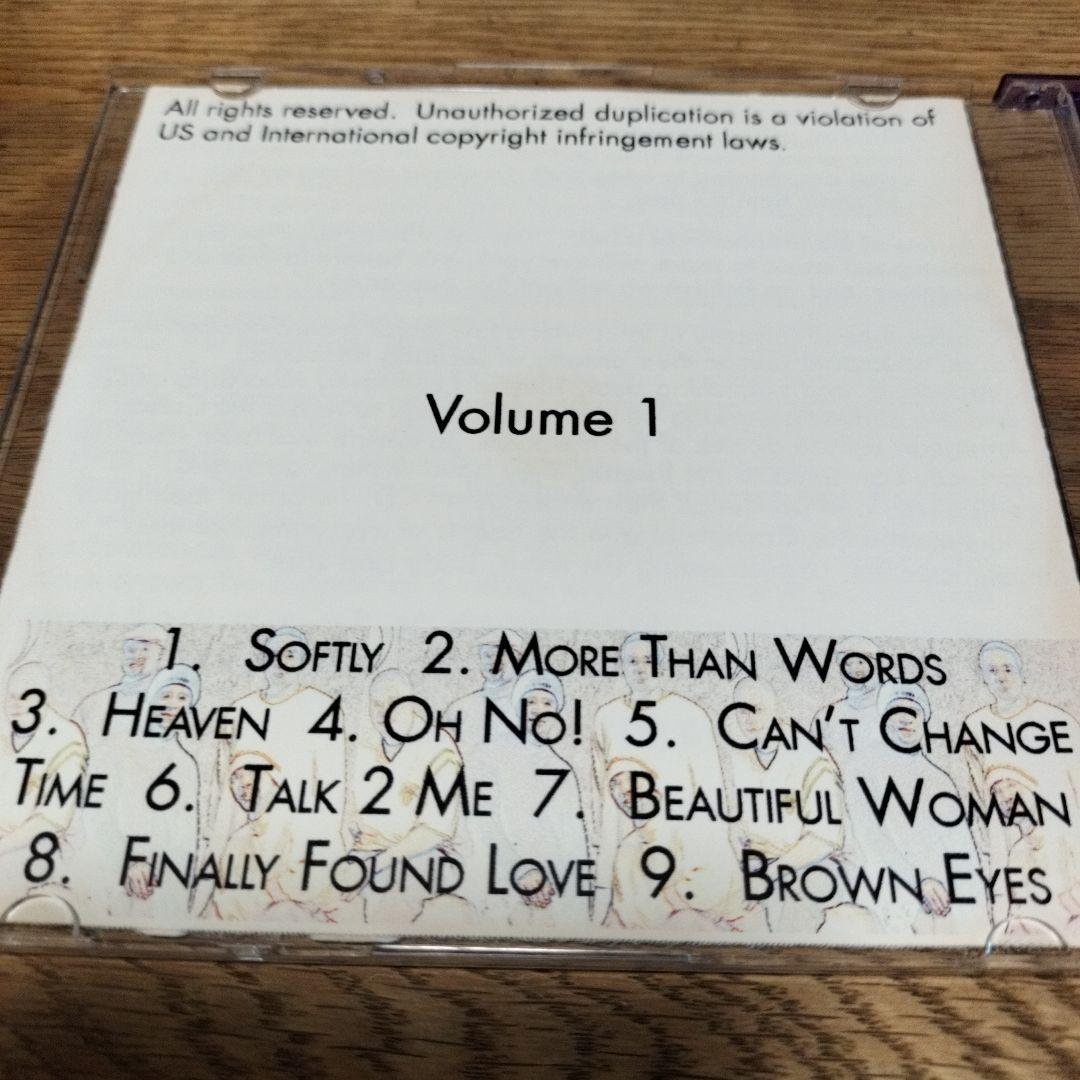 All rights reserved. Unauthorized duplication is a violation of
US and International copyright infringement laws.
Volume 1
1. SOFTLY 2. MORE THAN WORDS
3. HEAVEN 4. OH NO! 5. CAN'T CHANGE
TIME 6. TALK 2 ME 7. BEAUTIFUL WOMAN
8. FINALLY FOUND LOVE 9. BROWN EYES